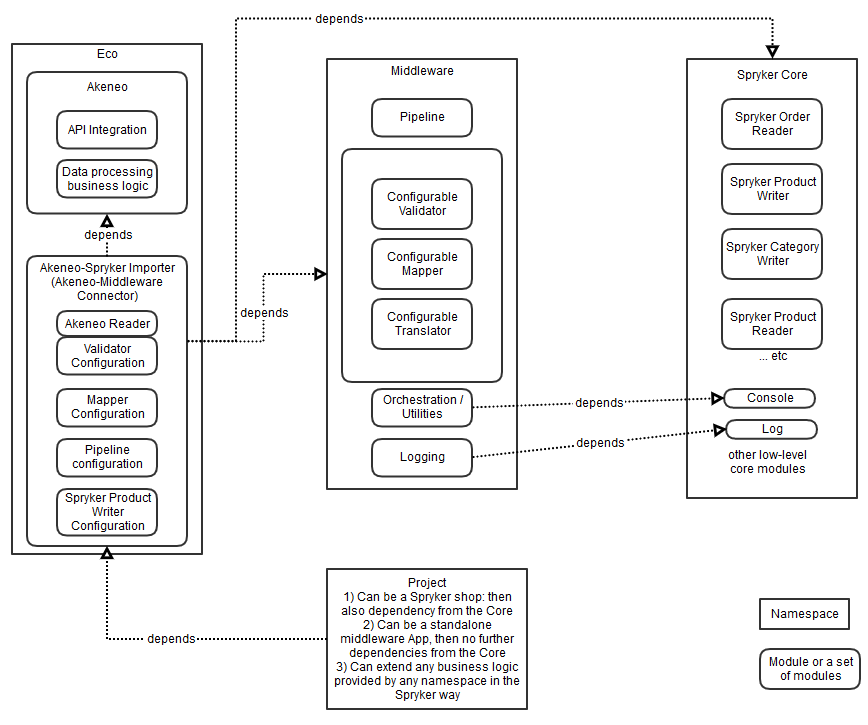 depends
Eco
Akeneo
API Integration
Data processing
business logic
depends
Akeneo-Spryker Importer
(Akeneo-Middleware
Connector)
Akeneo Reader
Validator
Configuration
Mapper
Configuration
Pipeline
configuration
Spryker Product
Writer
Configuration
depends
Middleware
Pipeline
Configurable
Validator
Configurable
Mapper
Configurable
Translator
Orchestration /
Utilities
Logging
depends
depends
Spryker Core
Spryker Order
Reader
Spryker Product
Writer
Spryker Category
Writer
Spryker Product
Reader
... etc
Console
Log
other low-level
core modules
depends
Project
1) Can be a Spryker shop: then
also dependency from the Core
2) Can be a standalone
middleware App, then no further
dependencies from the Core
3) Can extend any business logic
provided by any namespace in the
Spryker way
Namespace
Module or a set
of modules